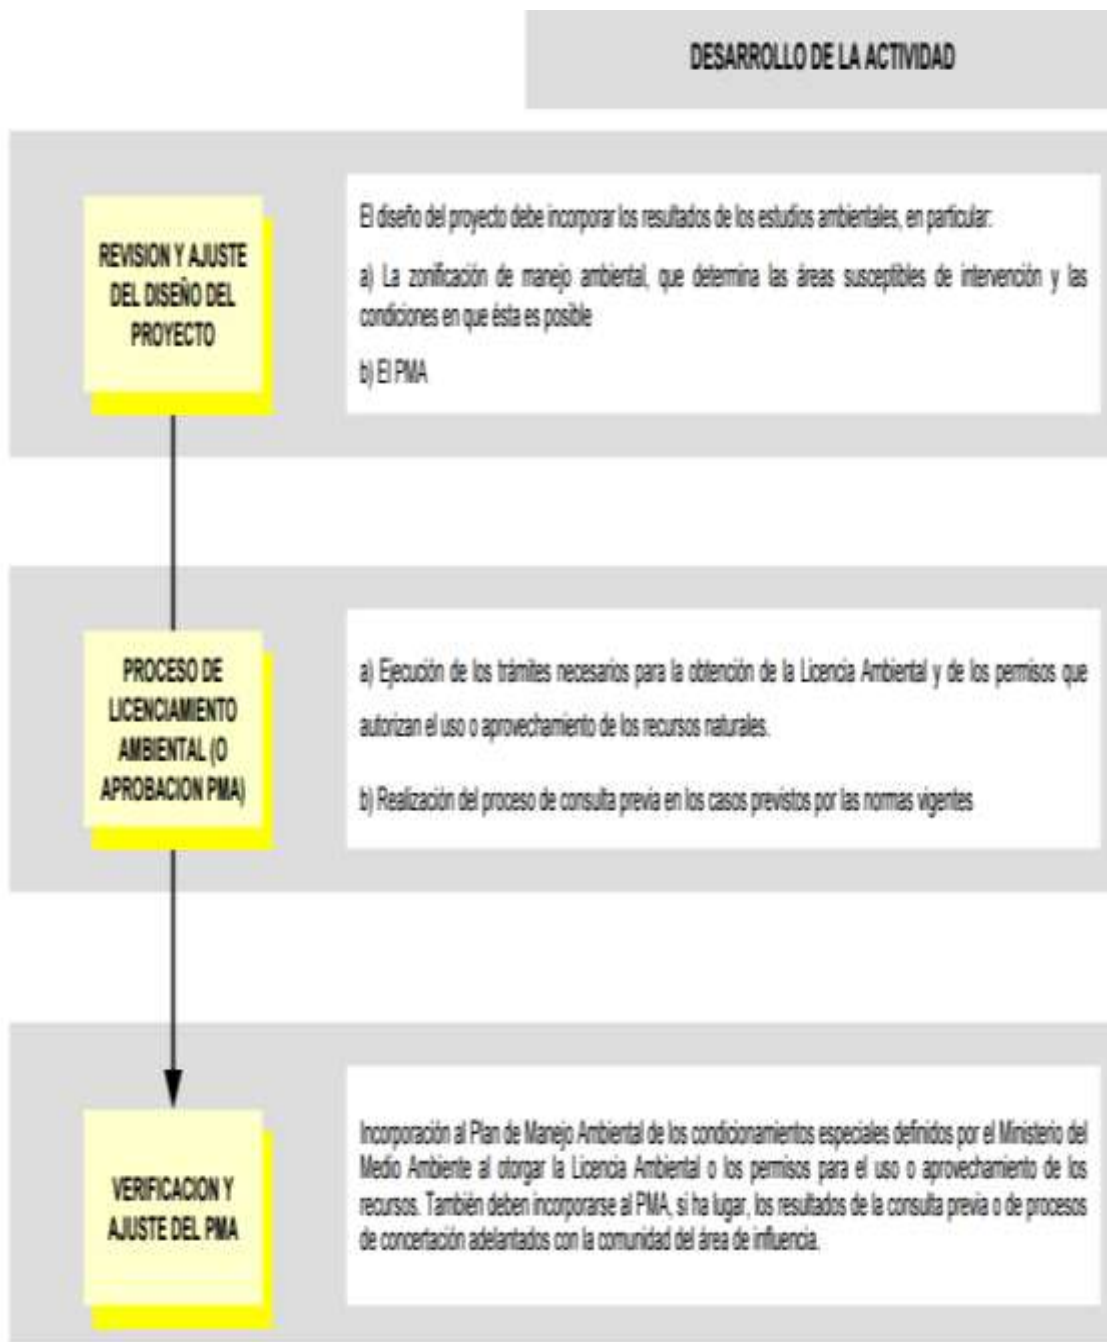 DESARROLLO DE LA ACTIVIDAD
REVISION Y AJUSTE
DEL DISEÑO DEL
PROYECTO
El diseño del proyecto debe incorporar los resultados de los estudios ambientales, en particular:
a) La zonificación de manejo ambiental, que determina las áreas susceptibles de intervención y las
condiciones en que ésta es posible
b) El PMA
PROCESO DE
LICENCIAMIENTO
AMBIENTAL (O
APROBACION PMA)
a) Ejecución de los trámites necesarios para la obtención de la Licencia Ambiental y de los permisos que
autorizan el uso o aprovechamiento de los recursos naturales.
b) Realización del proceso de consulta previa en los casos previstos por las normas vigentes
VERIFICACION Y
AJUSTE DEL PMA
Incorporación al Plan de Manejo Ambiental de los condicionamientos especiales definidos por el Ministerio del
Medio Ambiente al otorgar la Licencia Ambiental o los permisos para el uso o aprovechamiento de los
recursos. También deben incorporarse al PMA, si ha lugar, los resultados de la consulta previa o de procesos
de concertación adelantados con la comunidad del área de influencia.